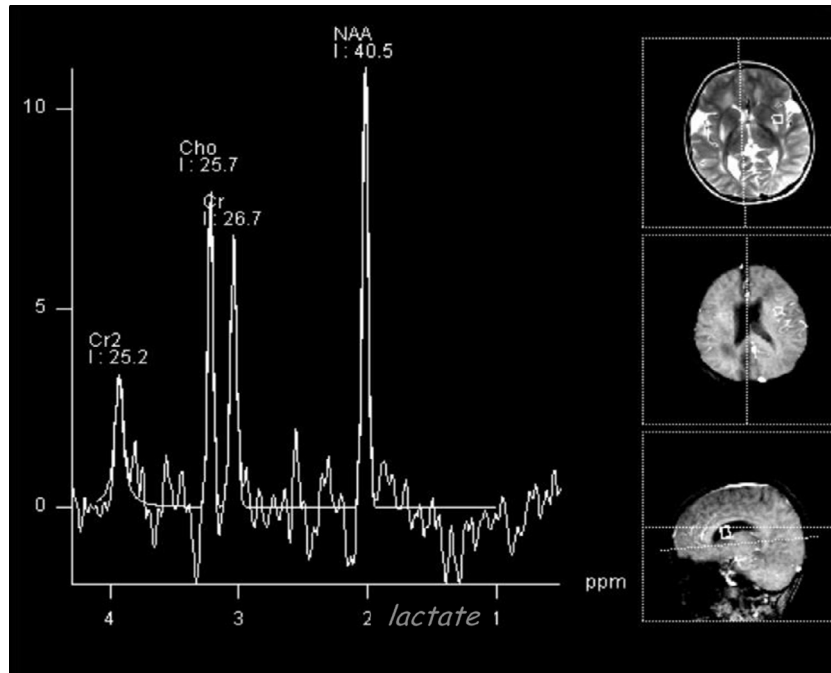 NAA
I : 40.5
10
Cho
I : 25.7
Cr
I : 26.7
5
Cr2
I : 25.2
0
ppm
4 3 2 lactate 1